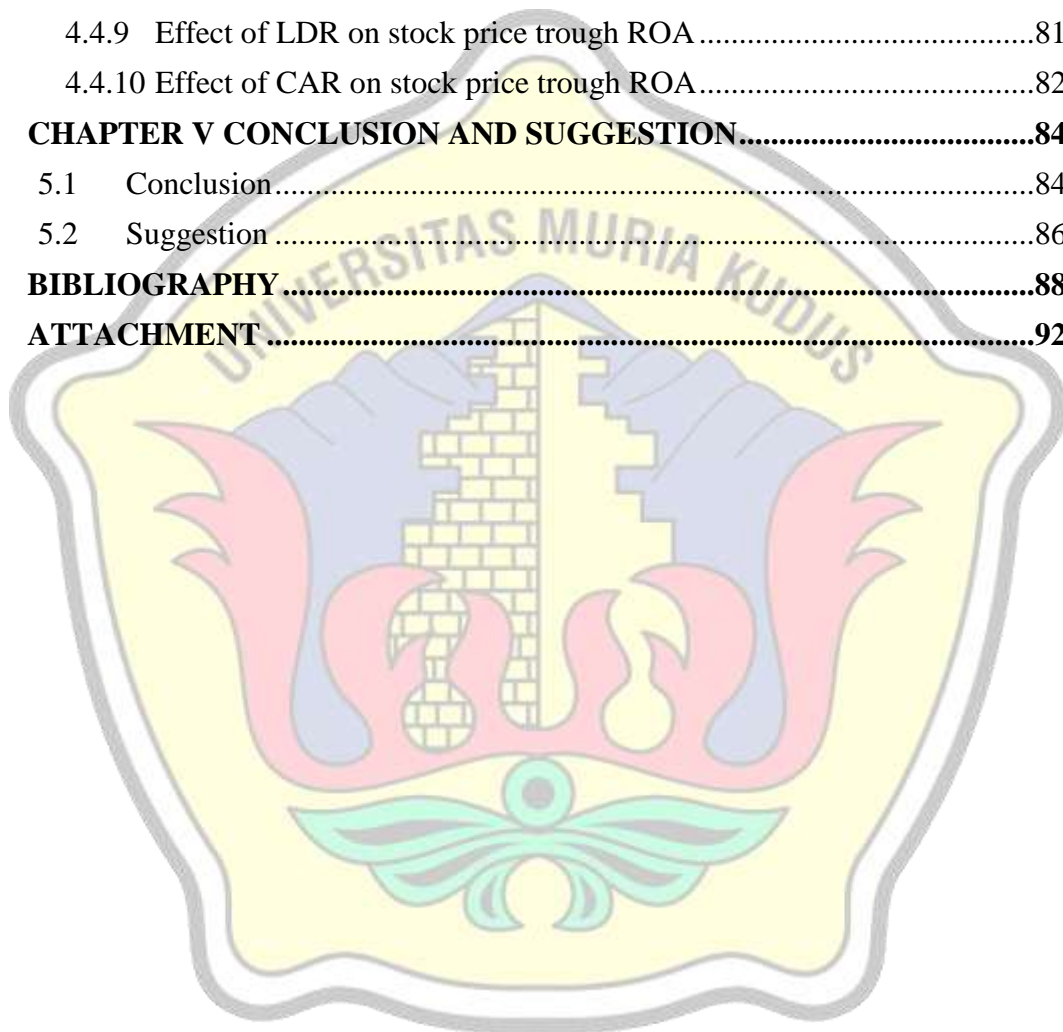 4.4.9 Effect of LDR on stock price trough ROA.......................................81
4.4.10 Effect of CAR on stock price trough ROA.......................................82
CHAPTER V CONCLUSION AND SUGGESTION..................................84
5.1 Conclusion...............................................................................84
5.2 Suggestion...............................................................................86
BIBLIOGRAPHY............................................................................88
ATTACHMENT..............................................................................92
UNIVERSITAS MURIA KUDUS